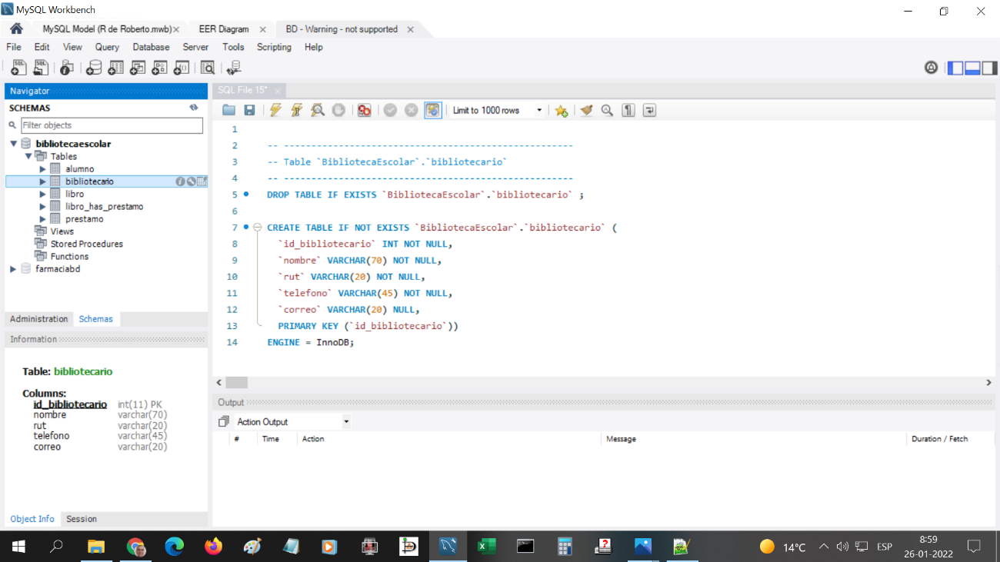 MySQL Workbench
MySQL Model (R de Roberto.mwb) × EER Diagram × BD - Warning - not supported ×
File Edit View Query Database Server Tools Scripting Help
Navigator
SCHEMAS
Filter objects
bibliotecaescolar
Tables
alumno
bibliotecario
libro
libro_has_prestamo
prestamo
Views
Stored Procedures
Functions
farmaciabd
Administration Schemas
Information
Table: bibliotecario
Columns:
id_bibliotecario int(11) PK
nombre varchar(70)
rut varchar(20)
telefono varchar(45)
correo varchar(20)
Object Info Session
SQL File 15* ×
Limit to 1000 rows
1
2 -- -----------------------------------------------------
3 -- Table `BibliotecaEscolar`.`bibliotecario`
4 -- -----------------------------------------------------
5 DROP TABLE IF EXISTS `BibliotecaEscolar`.`bibliotecario` ;
6
7 CREATE TABLE IF NOT EXISTS `BibliotecaEscolar`.`bibliotecario` (
8 `id_bibliotecario` INT NOT NULL,
9 `nombre` VARCHAR(70) NOT NULL,
10 `rut` VARCHAR(20) NOT NULL,
11 `telefono` VARCHAR(45) NOT NULL,
12 `correo` VARCHAR(20) NULL,
13 PRIMARY KEY (`id_bibliotecario`))
14 ENGINE = InnoDB;
Output
Action Output
# Time Action Message Duration / Fetch
14°C ESP 8:59
26-01-2022